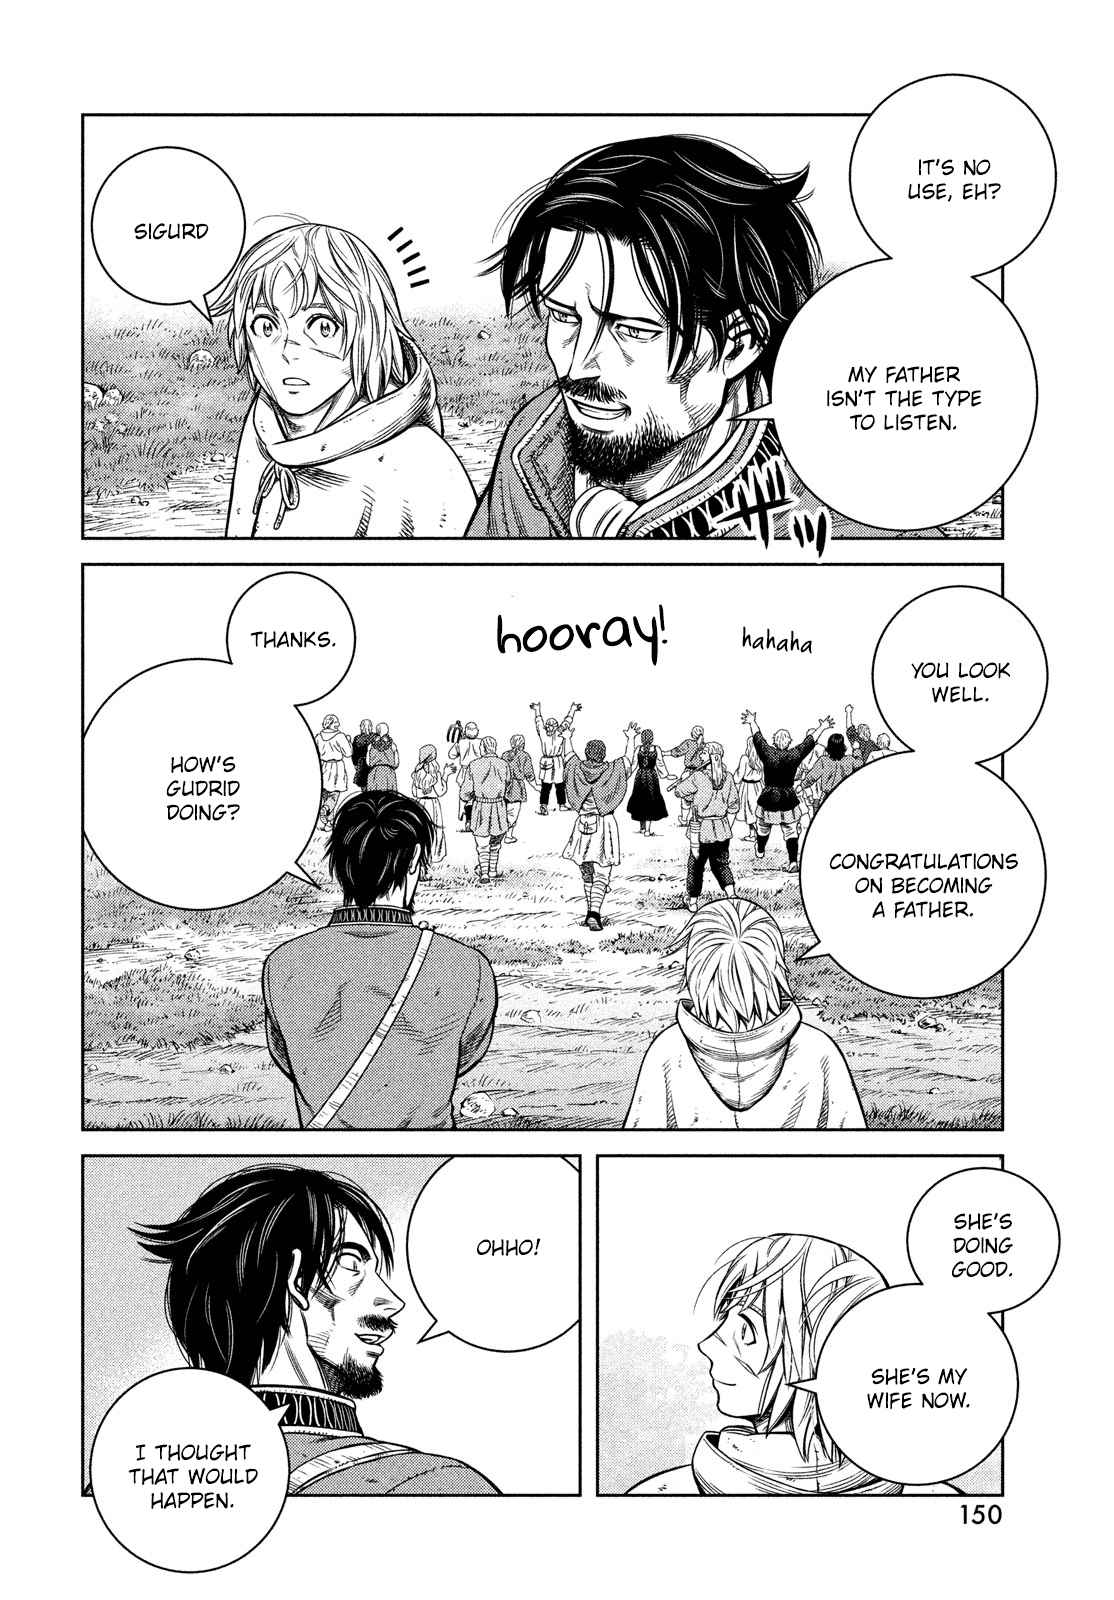 IT'S NO
USE, EH?
MY FATHER
ISN'T THE TYPE
TO LISTEN.
SIGURD
ザッ
hooray!
hahaha
YOU LOOK
WELL.
CONGRATULATIONS
ON BECOMING
A FATHER.
THANKS.
HOW'S
GUDRID
DOING?
SHE'S
DOING
GOOD.
SHE'S MY
WIFE NOW.
OHHO!
I THOUGHT
THAT WOULD
HAPPEN.
150